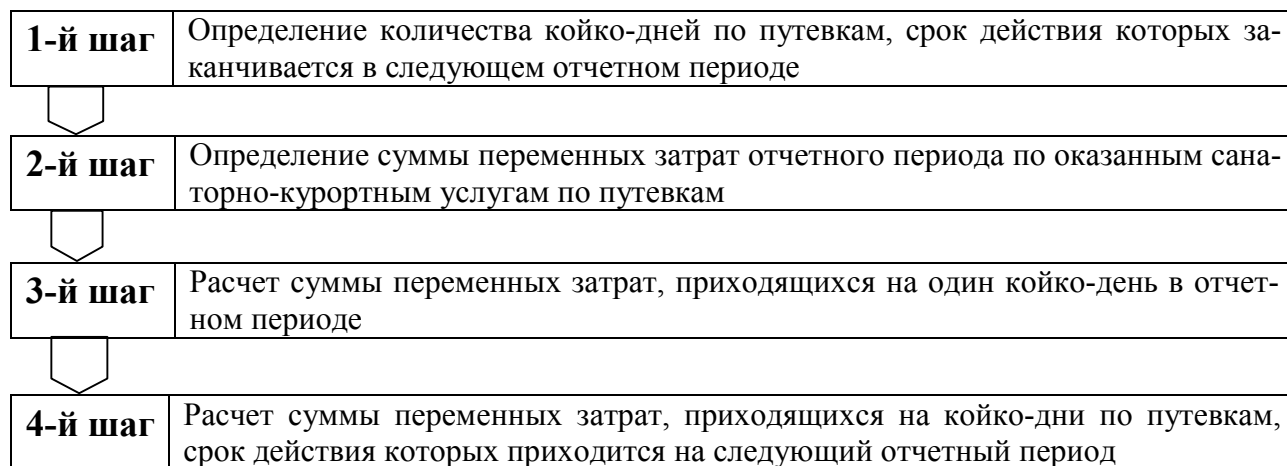 1-й шаг
Определение количества койко-дней по путевкам, срок действия которых за-
канчивается в следующем отчетном периоде
2-й шаг
Определение суммы переменных затрат отчетного периода по оказанным сана-
торно-курортным услугам по путевкам
3-й шаг
Расчет суммы переменных затрат, приходящихся на один койко-день в отчет-
ном периоде
4-й шаг
Расчет суммы переменных затрат, приходящихся на койко-дни по путевкам,
срок действия которых приходится на следующий отчетный период